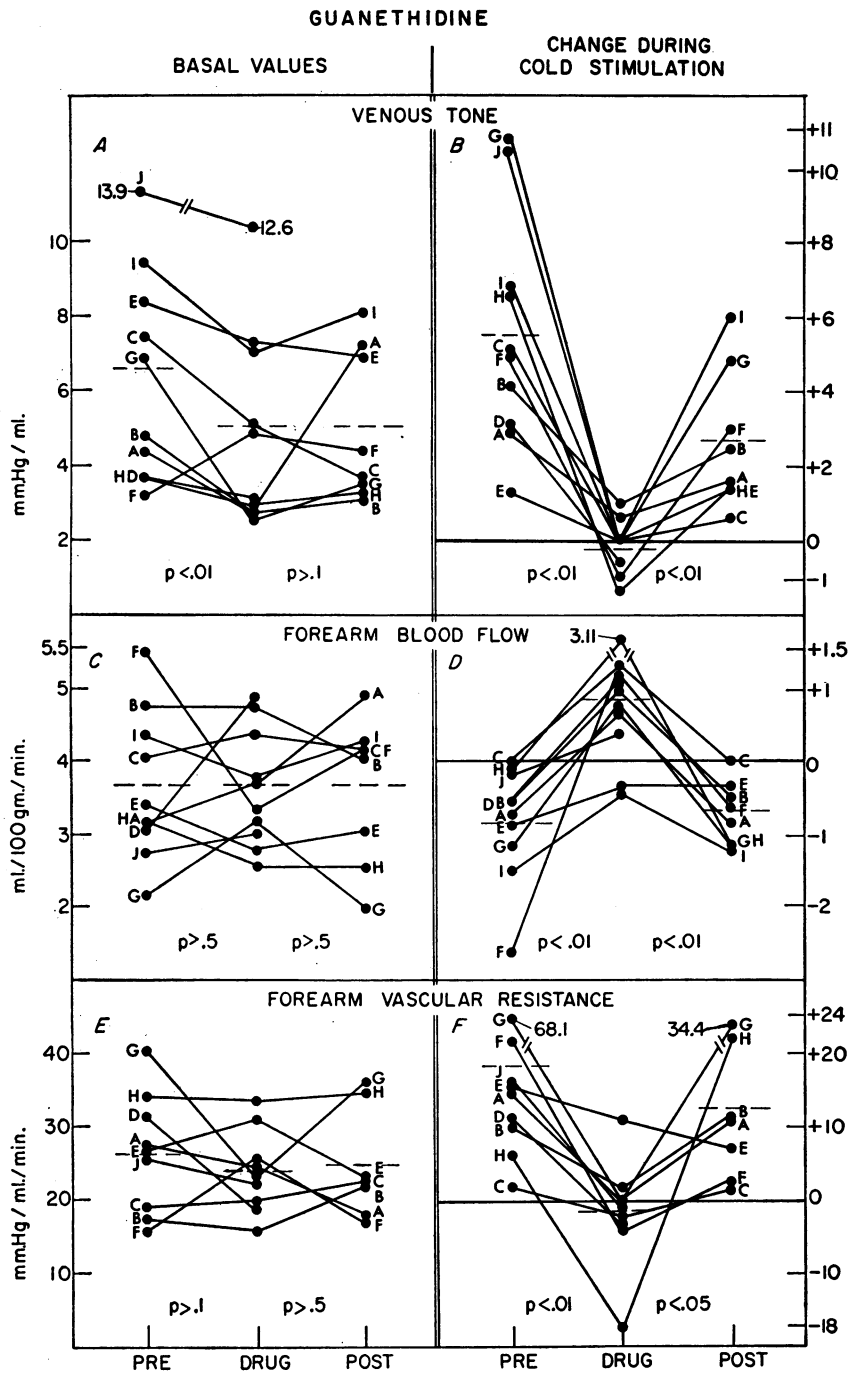 GUANETHIDINE
BASAL VALUES
CHANGE DURING
COLD STIMULATION
VENOUS TONE
A
J
13.9
12.6
10
8
6
4
2
mmHg / ml.
I
E
C
G
B
A
HD
F
I
A
E
F
C
G
H
B
p<.01
p>.1
B
G
J
I
H
C
F
B
D
A
E
I
G
F
B
A
HE
C
+11
+10
+8
+6
+4
+2
0
-1
p<.01
p<.01
FOREARM BLOOD FLOW
C
5.5
5
4
3
2
ml./100gm./min.
F
B
I
C
E
HA
D
J
G
A
I
CF
B
E
H
G
p>.5
p>.5
D
3.11
C
H
J
DB
A
E
G
I
F
C
E
B
F
A
GH
I
+1.5
+1
0
-1
-2
p<.01
p<.01
FOREARM VASCULAR RESISTANCE
E
40
30
20
10
mmHg / ml./min.
G
H
D
A
E
J
C
B
F
G
H
E
C
B
A
F
p>.1
p>.5
F
G
68.1
F
J
E
A
D
B
H
C
34.4
G
H
B
A
E
F
C
+24
+20
+10
0
-10
-18
p<.01
p<.05
PRE
DRUG
POST
PRE
DRUG
POST